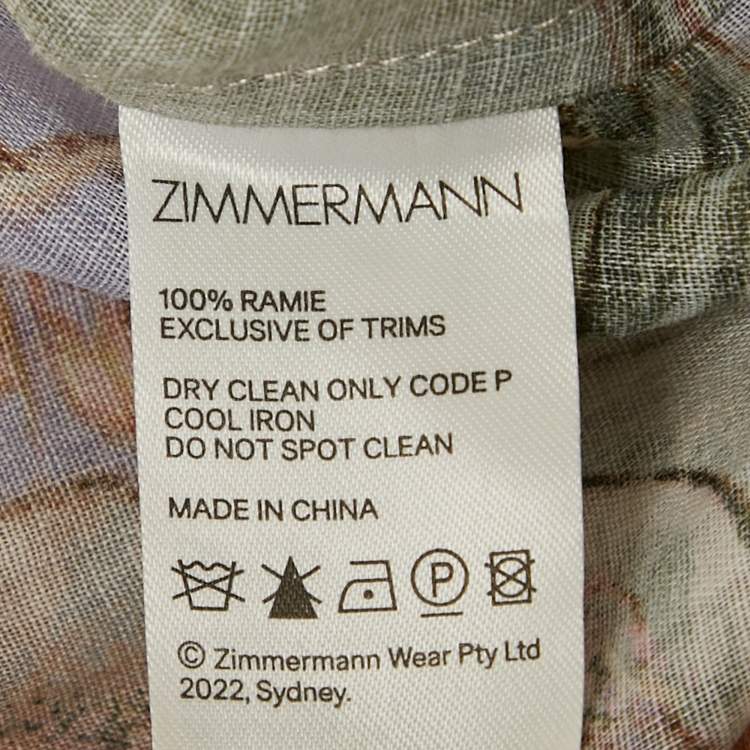 ZIMMERMANN
100% RAMIE
EXCLUSIVE OF TRIMS
DRY CLEAN ONLY CODE P
COOL IRON
DO NOT SPOT CLEAN
MADE IN CHINA
P
© Zimmermann Wear Pty Ltd
2022, Sydney.